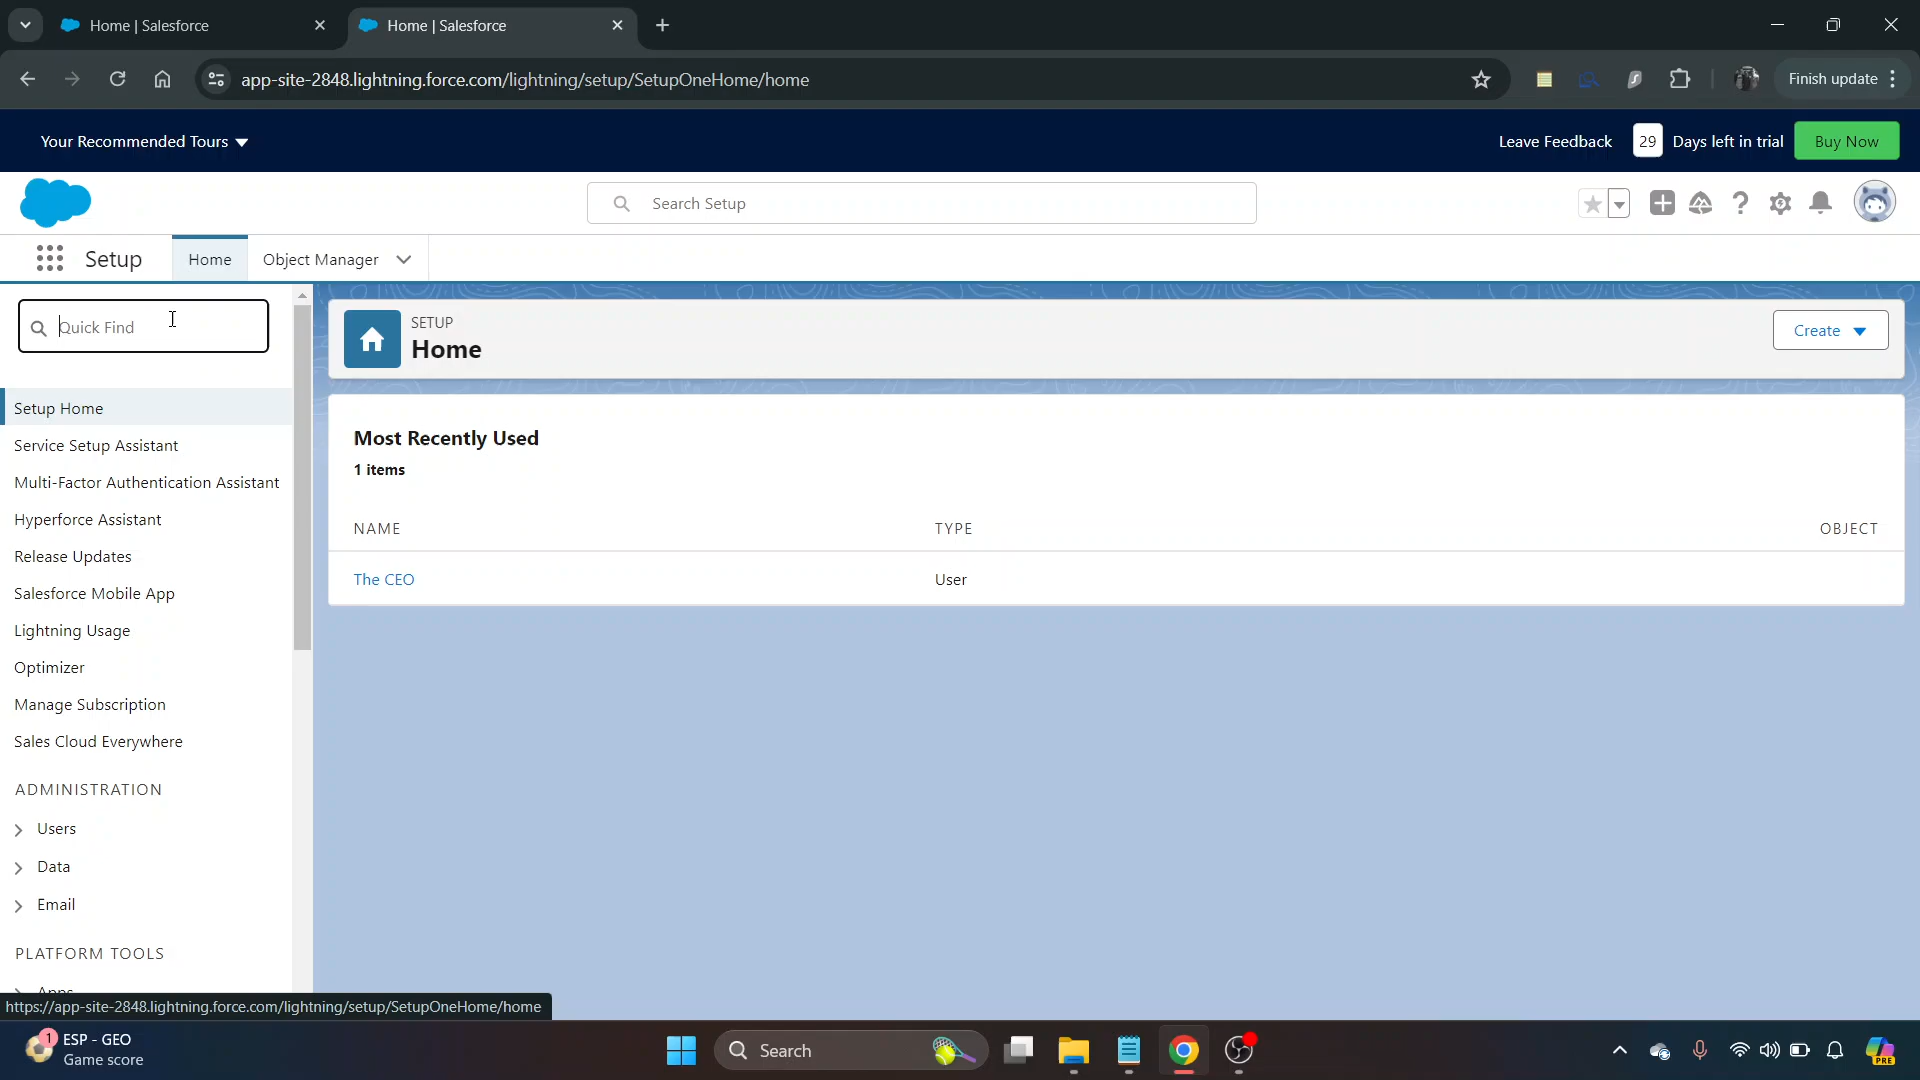 Home | Salesforce
Home | Salesforce
app-site-2848.lightning.force.com/lightning/setup/SetupOneHome/home
Finish update
Your Recommended Tours
Leave Feedback
29
Days left in trial
Buy Now
Search Setup
Setup
Home
Object Manager
Quick Find
SETUP
Home
Create
Setup Home
Service Setup Assistant
Multi-Factor Authentication Assistant
Hyperforce Assistant
Release Updates
Salesforce Mobile App
Lightning Usage
Optimizer
Manage Subscription
Sales Cloud Everywhere
ADMINISTRATION
Users
Data
Email
PLATFORM TOOLS
Apps
Most Recently Used
1 items
NAME
TYPE
OBJECT
The CEO
User
https://app-site-2848.lightning.force.com/lightning/setup/SetupOneHome/home
1
ESP - GEO
Game score
Search
PRE